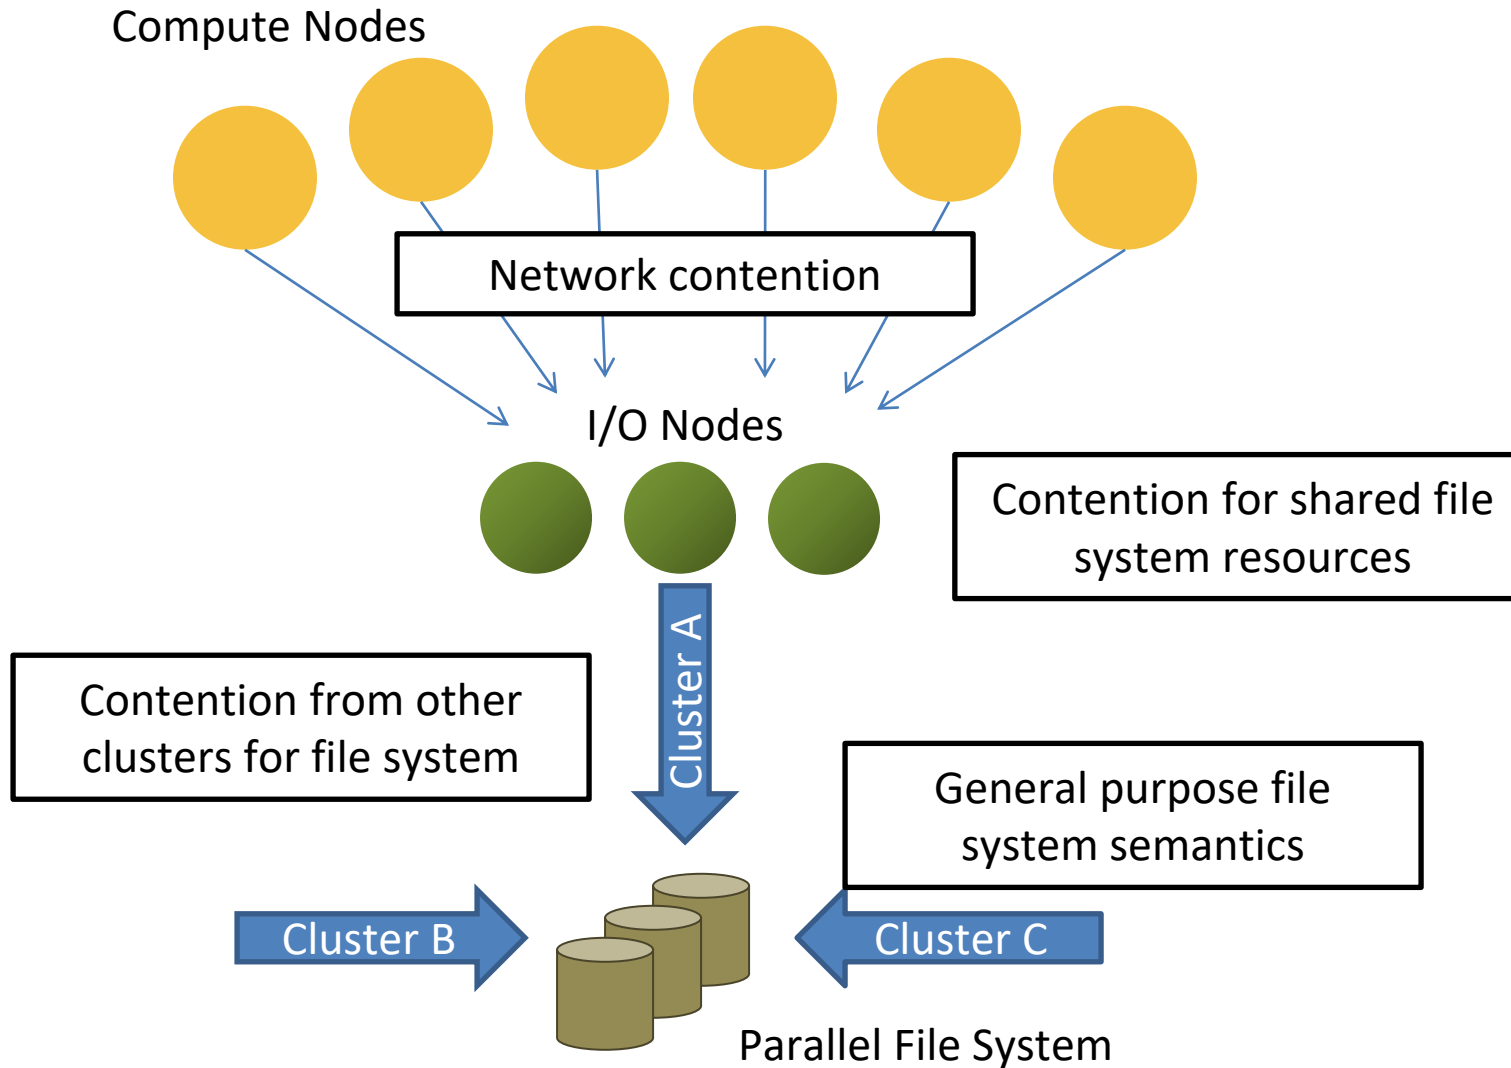 Compute Nodes
Network contention
I/O Nodes
Contention for shared file
system resources
Cluster A
Contention from other
clusters for file system
General purpose file
system semantics
Cluster B
Cluster C
Parallel File System